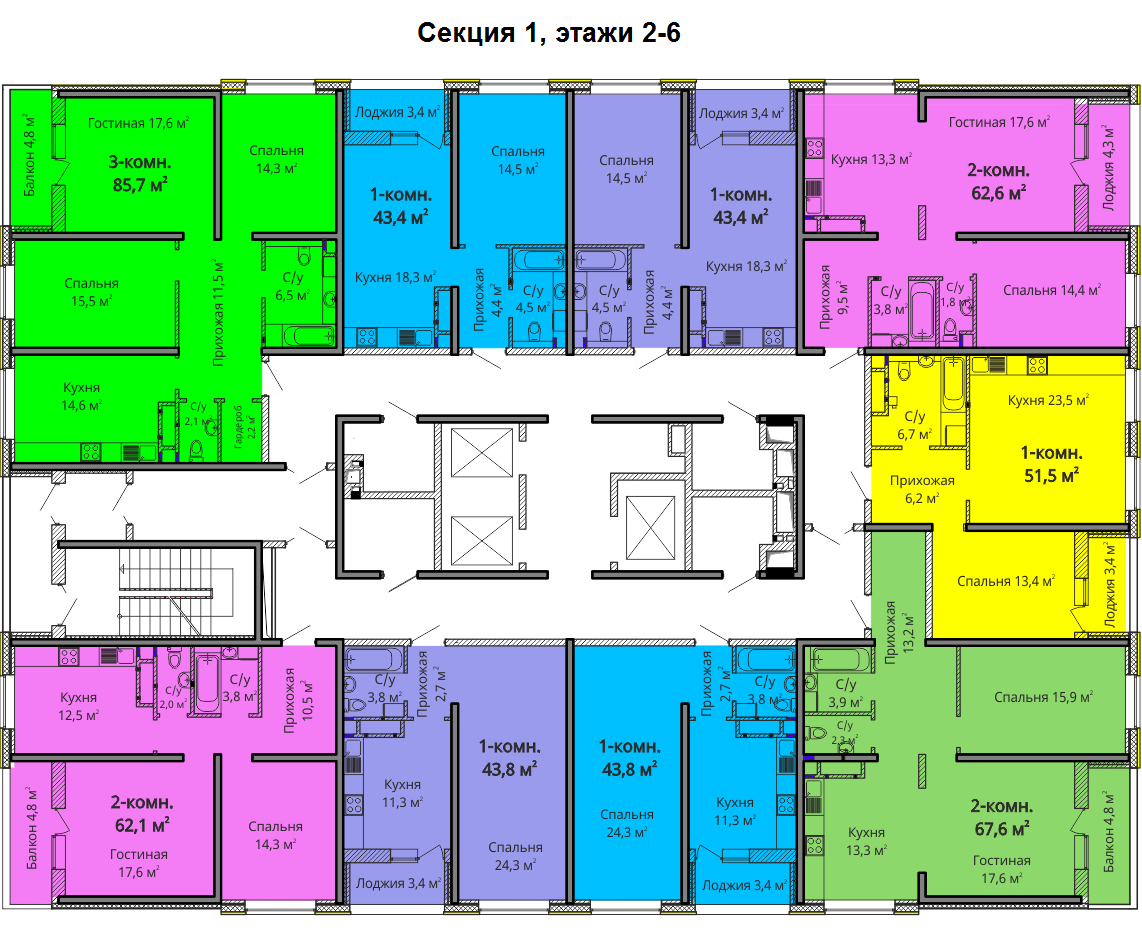 Секция 1, этажи 2-6
Балкон 4,8 м²
Гостиная 17,6 м²
3-комн.
85,7 м²
Спальня
14,3 м²
Спальня
15,5 м²
Прихожая 11,5 м²
С/у
6,5 м²
Кухня
14,6 м²
С/у
2,1 м²
Гардероб
2,2 м²
Лоджия 3,4 м²
1-комн.
43,4 м²
Кухня 18,3 м²
Спальня
14,5 м²
Прихожая
4,4 м²
С/у
4,5 м²
Спальня
14,5 м²
С/у
4,5 м²
Прихожая
4,4 м²
Лоджия 3,4 м²
1-комн.
43,4 м²
Кухня 18,3 м²
Кухня 13,3 м²
Гостиная 17,6 м²
2-комн.
62,6 м²
Лоджия 4,3 м²
Прихожая
9,5 м²
С/у
3,8 м²
С/у
1,8 м²
Спальня 14,4 м²
С/у
6,7 м²
Кухня 23,5 м²
1-комн.
51,5 м²
Прихожая
6,2 м²
Спальня 13,4 м²
Лоджия 3,4 м²
Кухня
12,5 м²
С/у
2,0 м²
С/у
3,8 м²
Прихожая
10,5 м²
Балкон 4,8 м²
2-комн.
62,1 м²
Гостиная
17,6 м²
Спальня
14,3 м²
С/у
3,8 м²
Прихожая
2,7 м²
Кухня
11,3 м²
1-комн.
43,8 м²
Спальня
24,3 м²
Лоджия 3,4 м²
1-комн.
43,8 м²
Спальня
24,3 м²
Прихожая
2,7 м²
С/у
3,8 м²
Кухня
11,3 м²
Лоджия 3,4 м²
Прихожая
13,2 м²
С/у
3,9 м²
С/у
2,3 м²
Спальня 15,9 м²
Кухня
13,3 м²
2-комн.
67,6 м²
Гостиная
17,6 м²
Балкон 4,8 м²